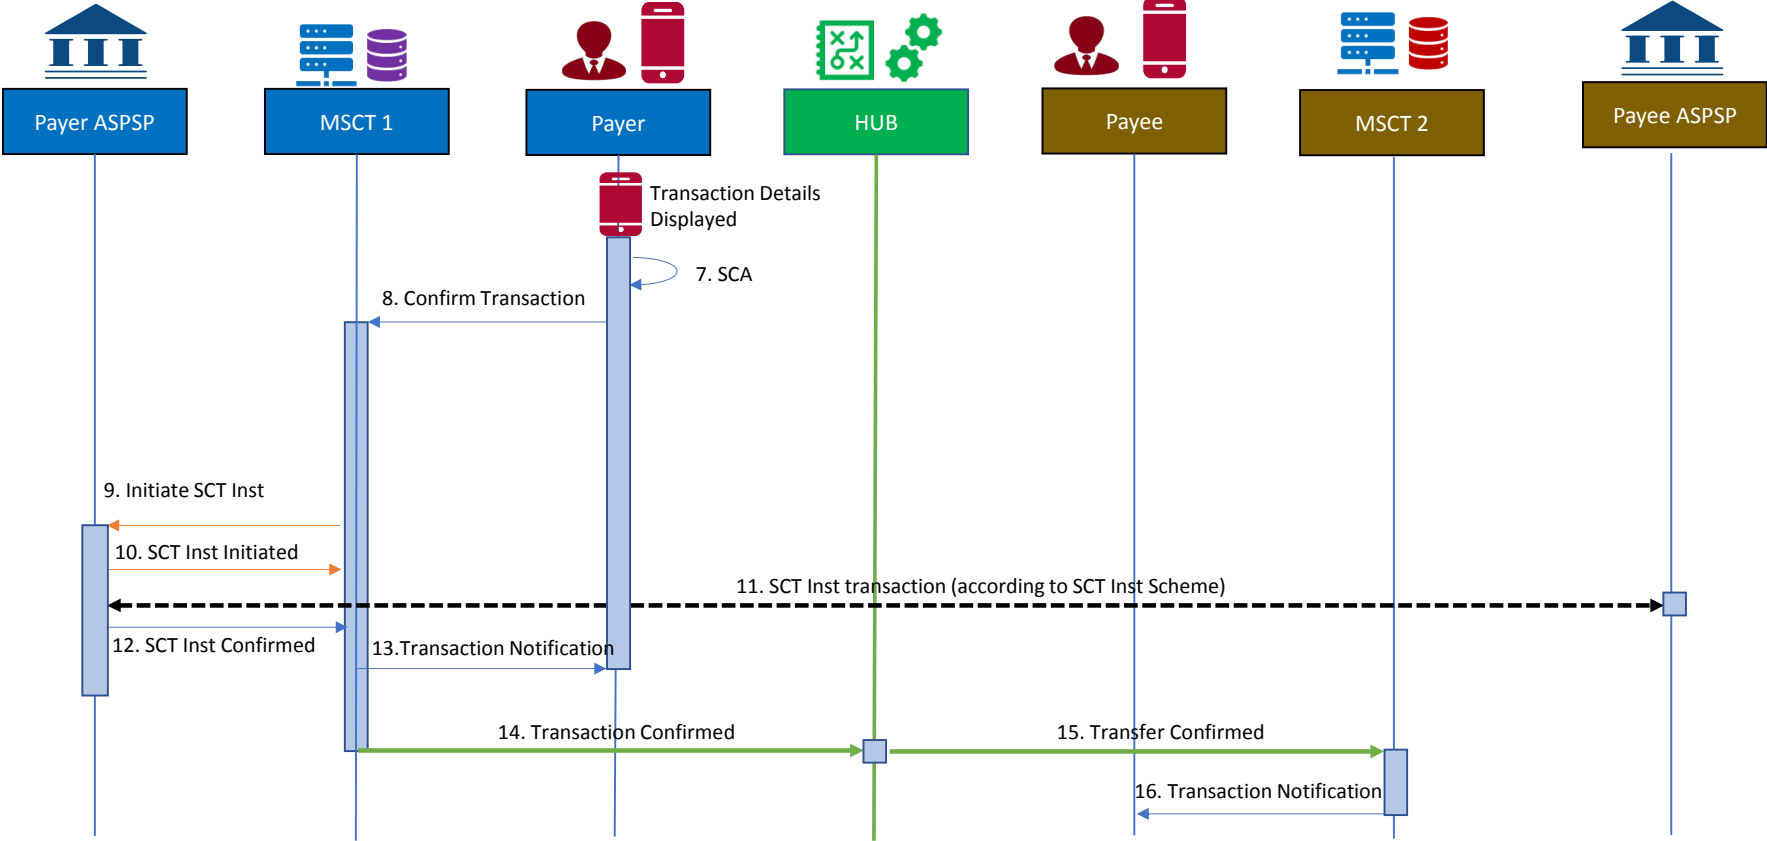 Payer ASPSP
MSCT 1
Payer
HUB
Payee
MSCT 2
Payee ASPSP
Transaction Details
Displayed
7. SCA
8. Confirm Transaction
9. Initiate SCT Inst
10. SCT Inst Initiated
11. SCT Inst transaction (according to SCT Inst Scheme)
12. SCT Inst Confirmed
13.Transaction Notification
14. Transaction Confirmed
15. Transfer Confirmed
16. Transaction Notification